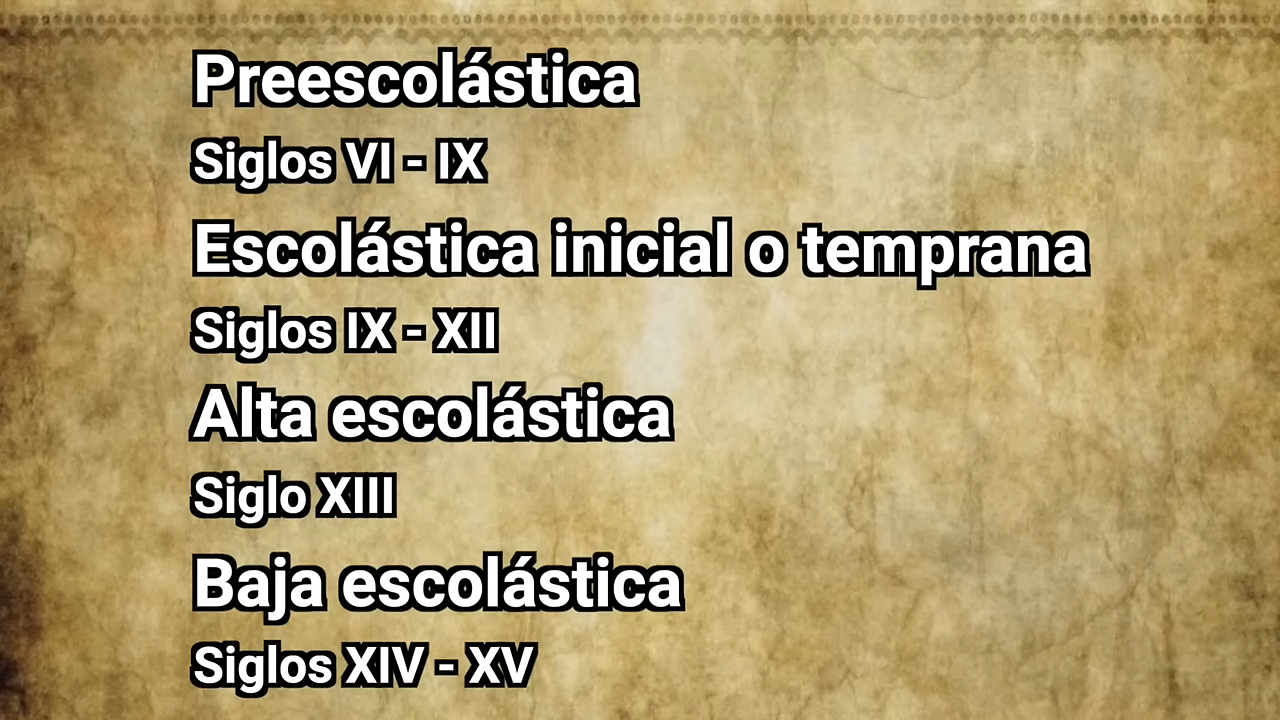 Preescolástica
Siglos VI - IX
Escolástica inicial o temprana
Siglos IX - XII
Alta escolástica
Siglo XIII
Baja escolástica
Siglos XIV - XV